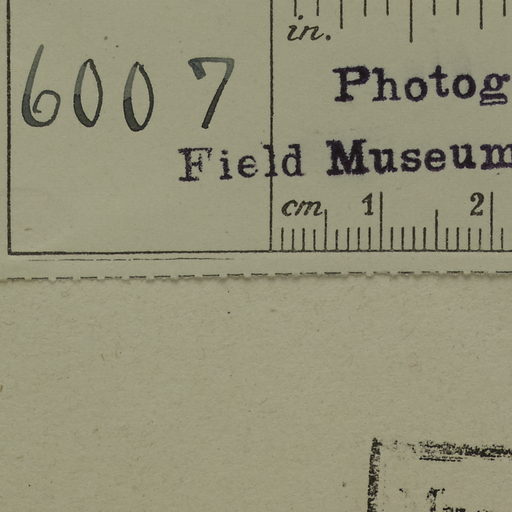 in.
6007
Photog
Field Museum
cm 1 2